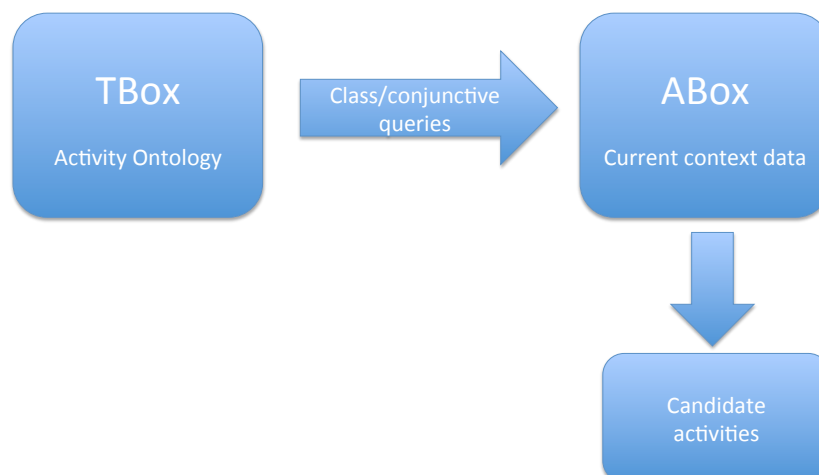 TBox
Activity Ontology
Class/conjunctive
queries
ABox
Current context data
Candidate
activities